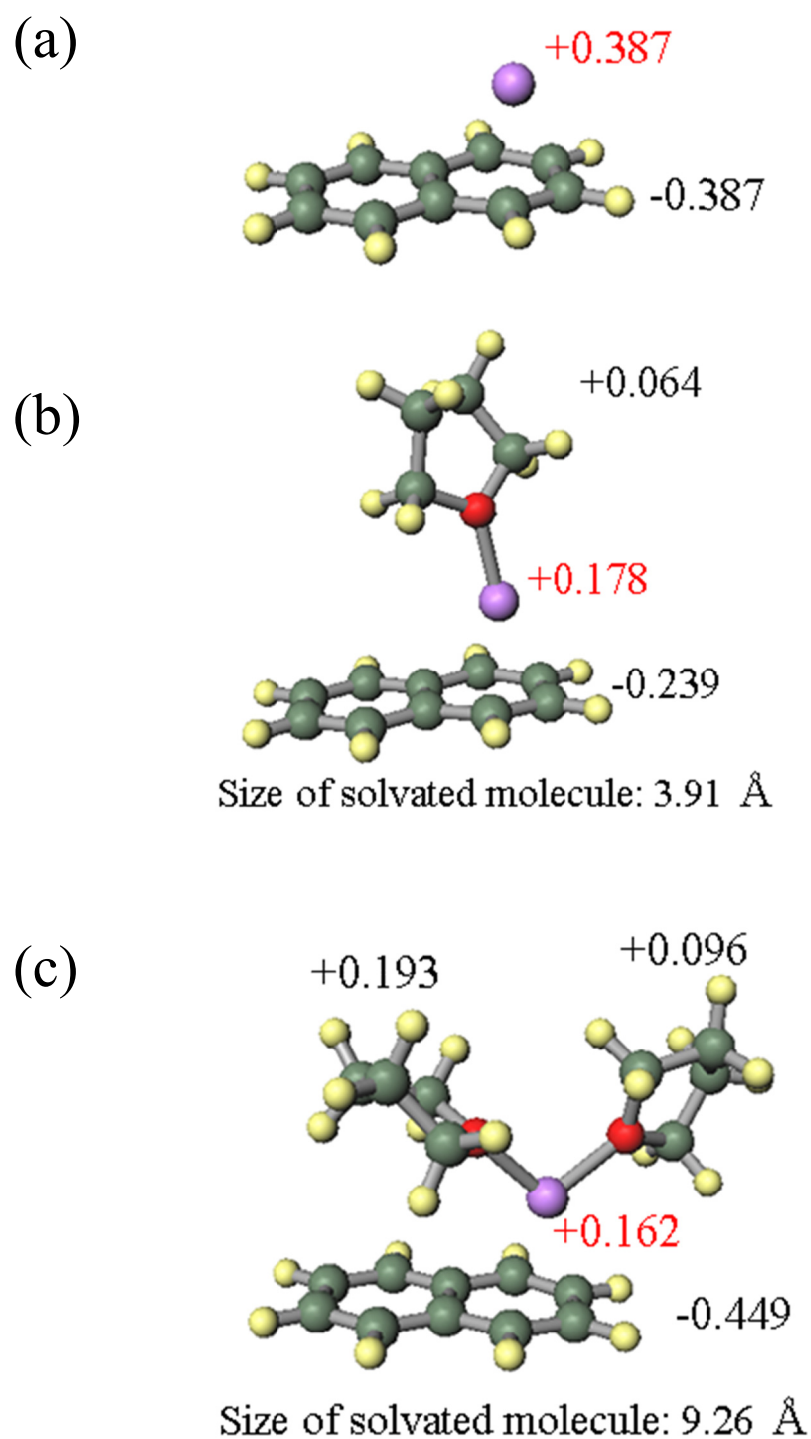 (a)
+0.387
-0.387
(b)
+0.064
+0.178
-0.239
Size of solvated molecule: 3.91 Å
(c)
+0.193
+0.096
+0.162
-0.449
Size of solvated molecule: 9.26 Å